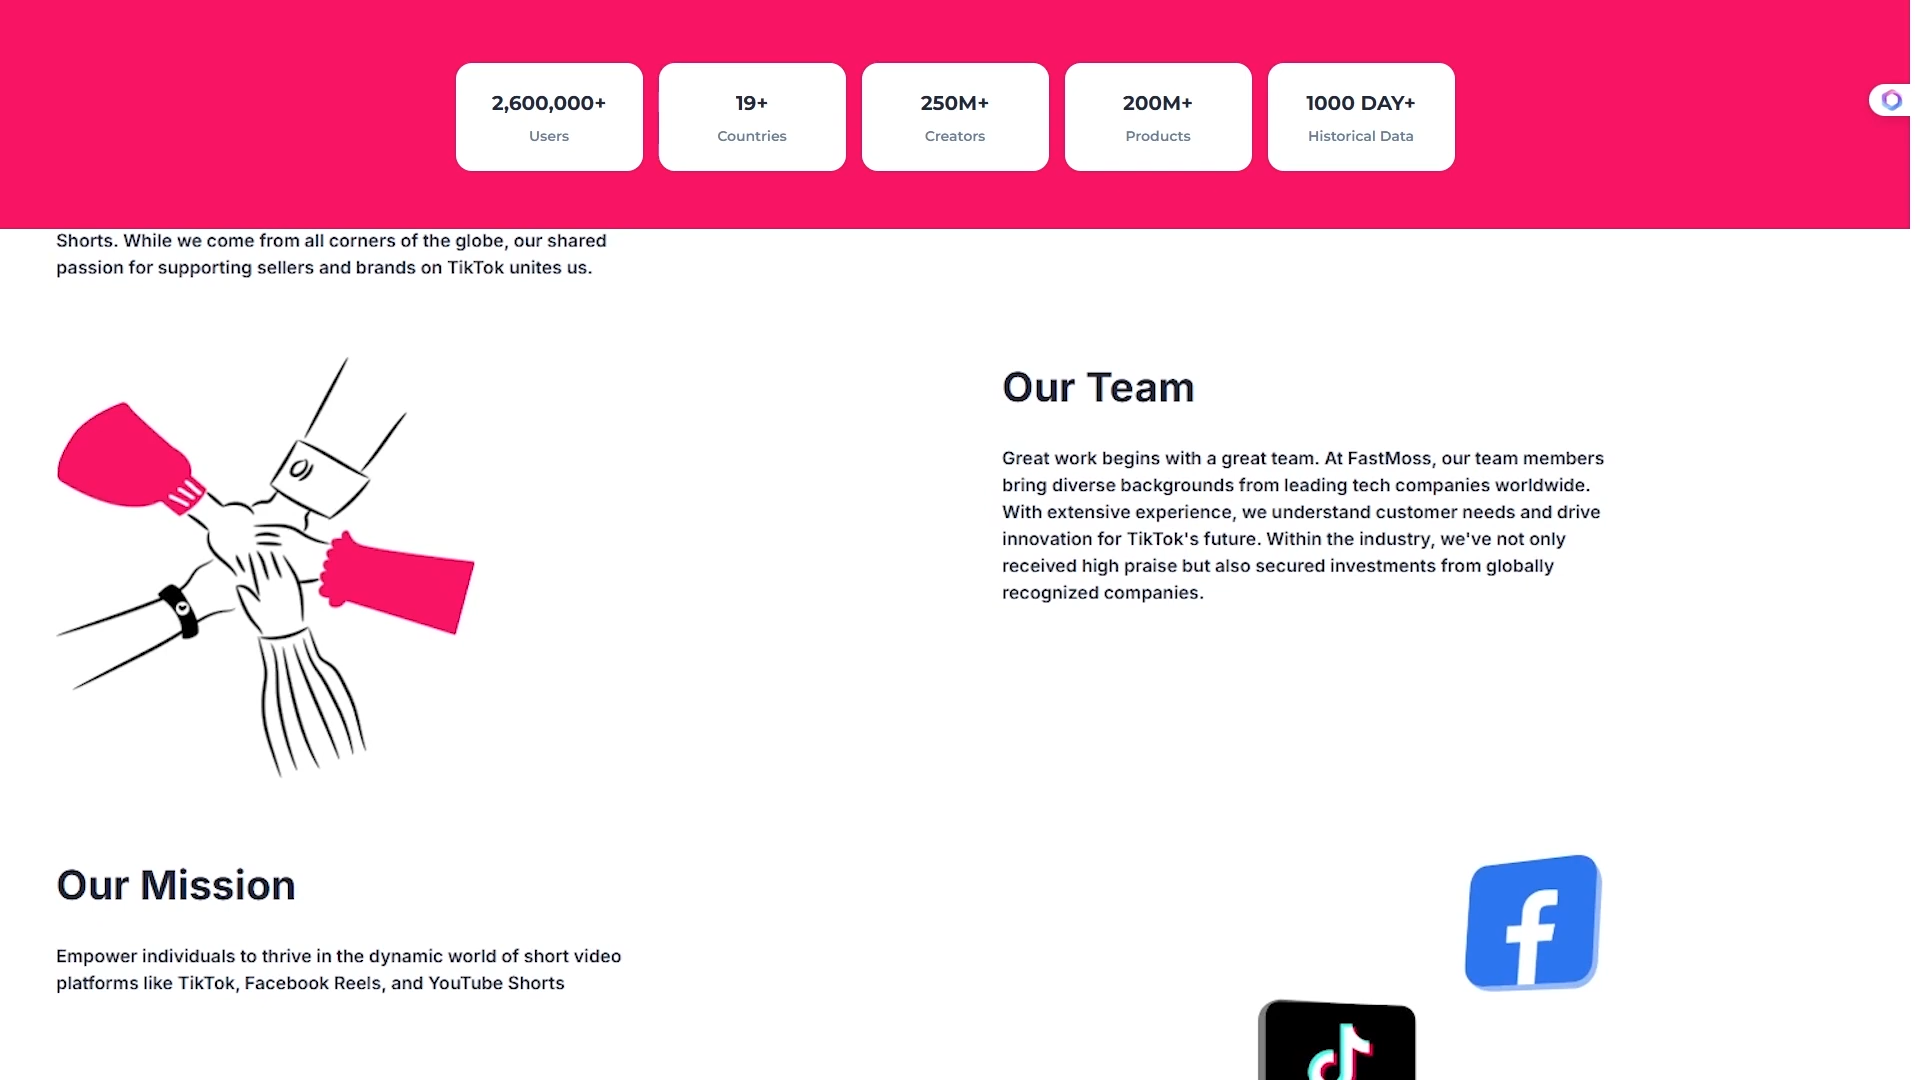 2,600,000+
Users
19+
Countries
250M+
Creators
200M+
Products
1000 DAY+
Historical Data
Shorts. While we come from all corners of the globe, our shared
passion for supporting sellers and brands on TikTok unites us.
Our Team
Great work begins with a great team. At FastMoss, our team members
bring diverse backgrounds from leading tech companies worldwide.
With extensive experience, we understand customer needs and drive
innovation for TikTok's future. Within the industry, we've not only
received high praise but also secured investments from globally
recognized companies.
Our Mission
Empower individuals to thrive in the dynamic world of short video
platforms like TikTok, Facebook Reels, and YouTube Shorts